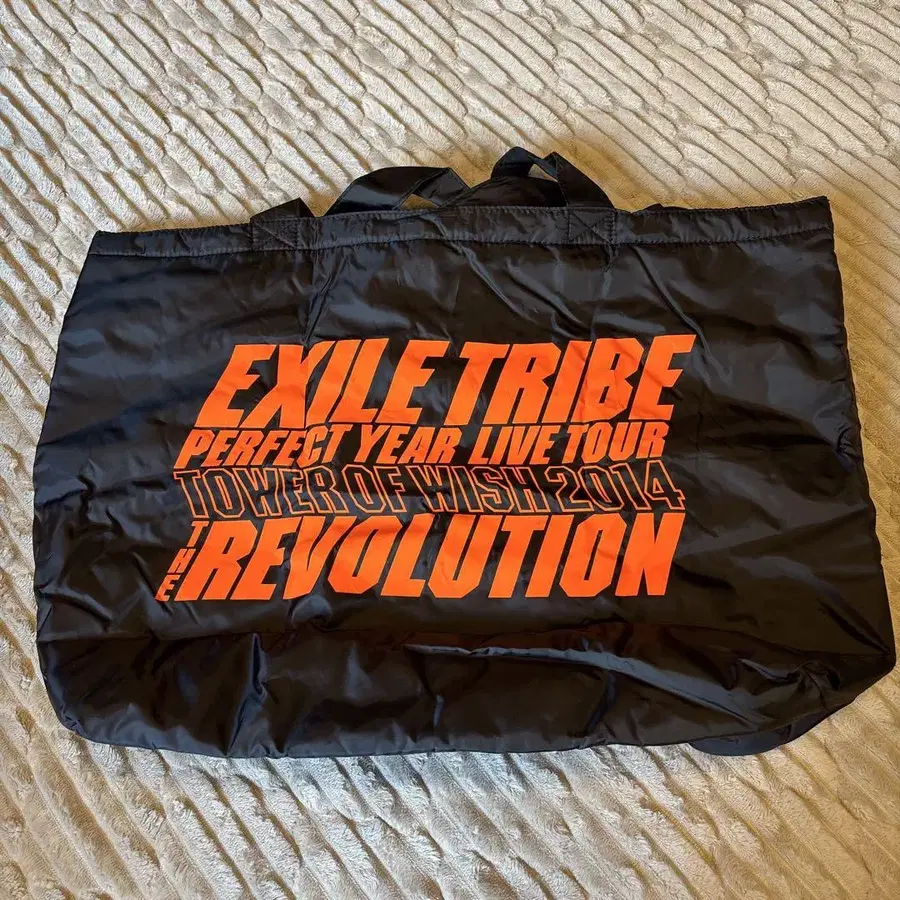 EXILE TRIBE
PERFECT YEAR LIVE TOUR
TOWER OF WISH 2014
THE REVOLUTION